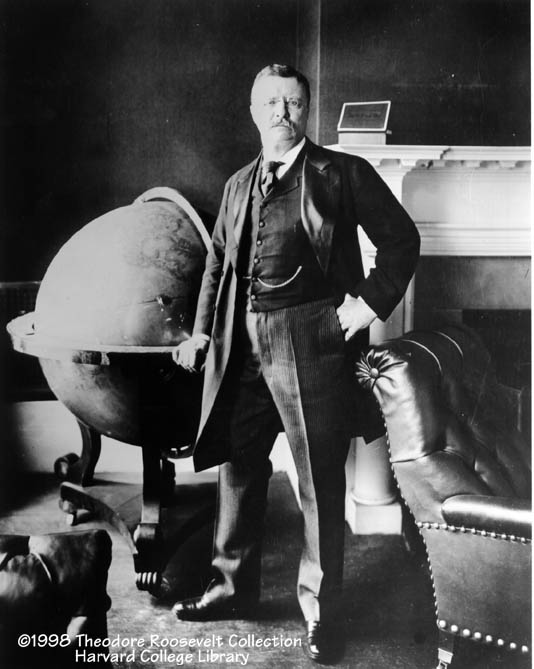 ©1998 Theodore Roosevelt Collection
Harvard College Library